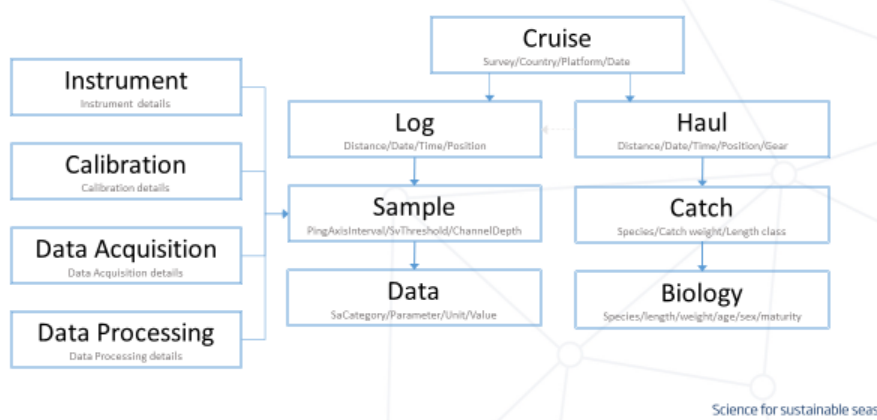 Cruise
Survey/Country/Platform/Date
Instrument
Instrument details
Log
Distance/Date/Time/Position
Haul
Distance/Date/Time/Position/Gear
Calibration
Calibration details
Sample
PingAxisInterval/SvThreshold/ChannelDepth
Catch
Species/Catch weight/Length class
Data Acquisition
Data Acquisition details
Data
SaCategory/Parameter/Unit/Value
Biology
Species/length/weight/age/sex/maturity
Data Processing
Data Processing details
Science for sustainable seas